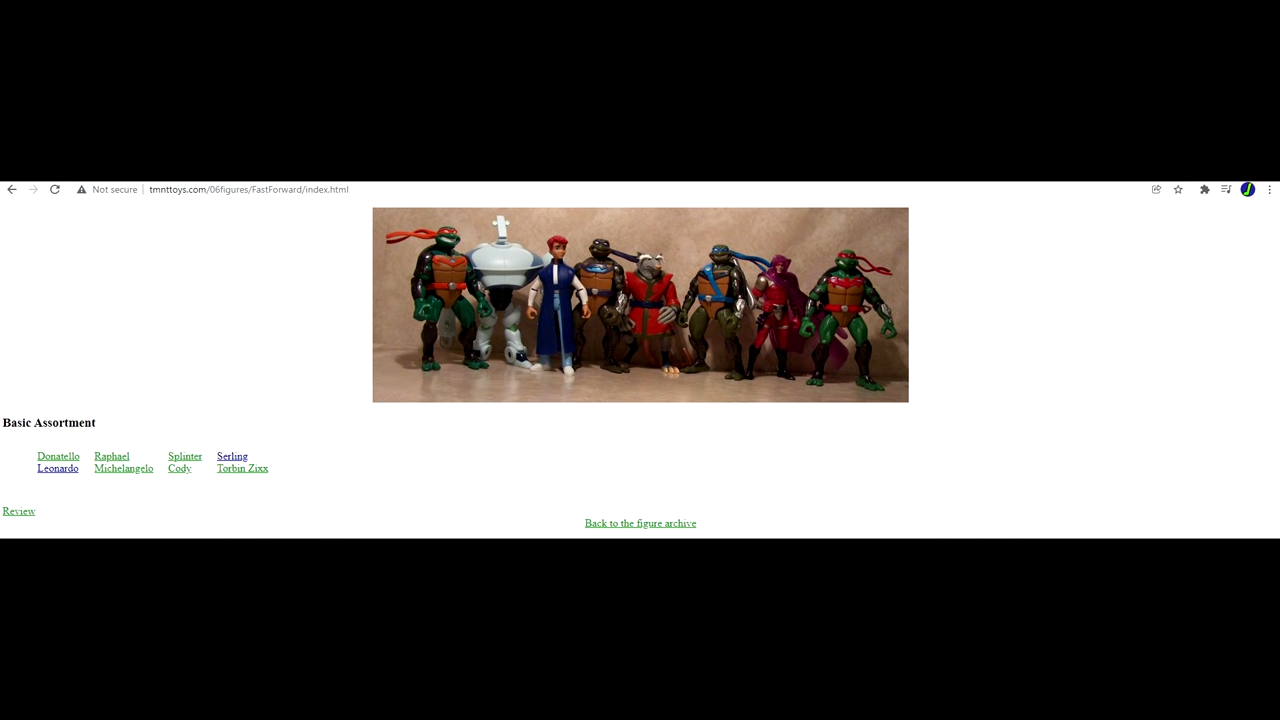 Not secure | tmnttoys.com/06figures/FastForward/index.html
Basic Assortment
Donatello Raphael Splinter Serling
Leonardo Michelangelo Cody Torbin Zixx
Review
Back to the figure archive